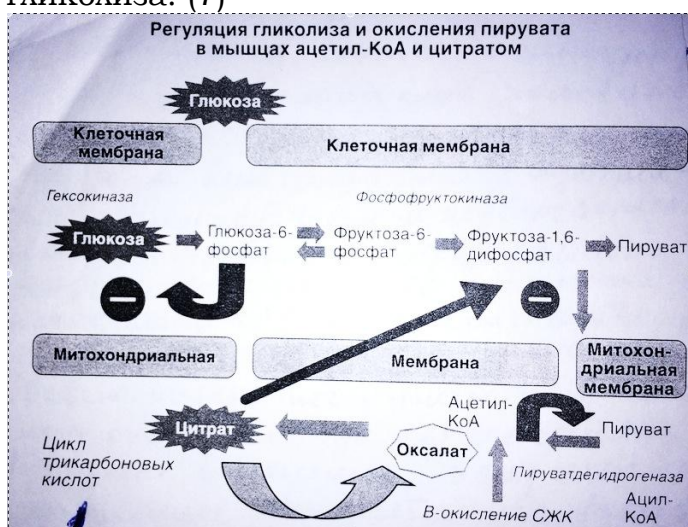 гликолиза. (7)
Регуляция гликолиза и окисления пирувата
в мышцах ацетил-КоА и цитратом
Глюкоза
Клеточная
мембрана
Клеточная мембрана
Гексокиназа
Фосфофруктокиназа
Глюкоза
Глюкоза-6-
фосфат
Фруктоза-6-
фосфат
Фруктоза-1,6-
дифосфат
Пируват
Митохондриальная
Мембрана
Митохон-
дриальная
мембрана
Цитрат
Ацетил-
КоА
Оксалат
Пируват
Цикл
трикарбоновых
кислот
Пируватдегидрогеназа
В-окисление СЖК
Ацил-
КоА